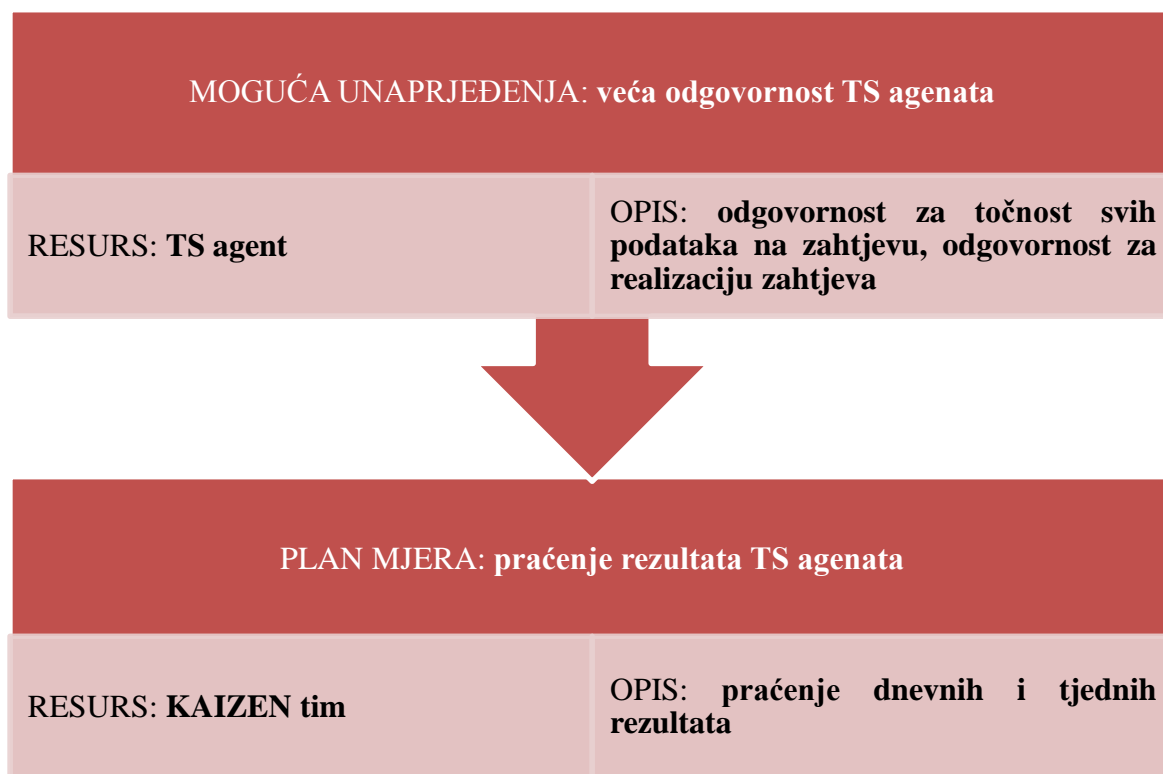 MOGUĆA UNAPRJEĐENJA: veća odgovornost TS agenata
RESURS: TS agent
OPIS: odgovornost za točnost svih
podataka na zahtjevu, odgovornost za
realizaciju zahtjeva
PLAN MJERA: praćenje rezultata TS agenata
RESURS: KAIZEN tim
OPIS: praćenje dnevnih i tjednih
rezultata